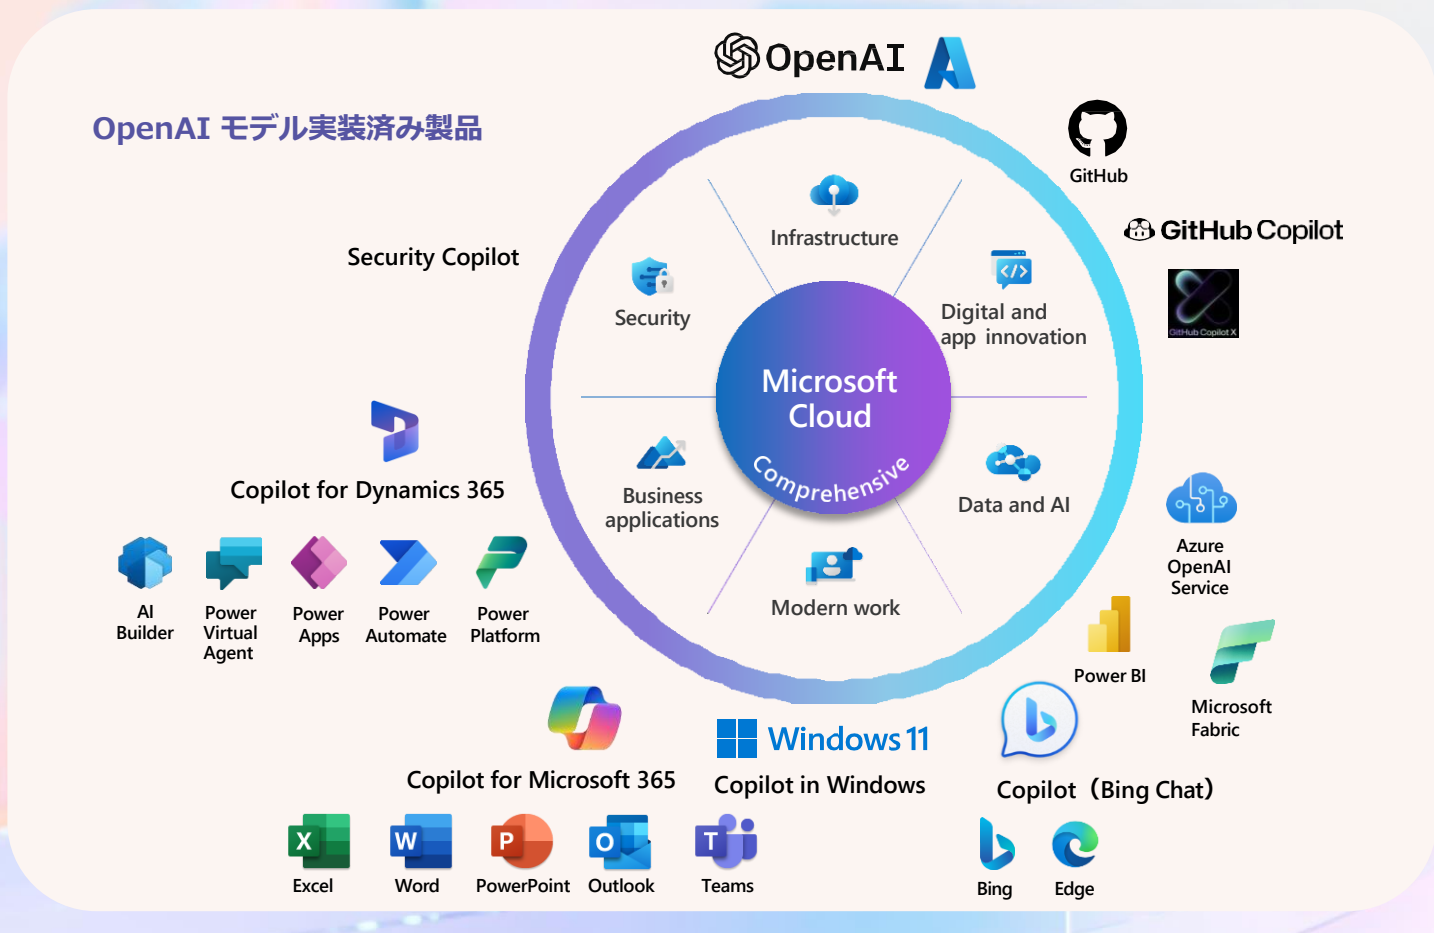 OpenAI
OpenAI モデル実装済み製品
GitHub
GitHub Copilot
GitHub Copilot X
Security Copilot
Infrastructure
Security
Digital and
app innovation
Microsoft
Cloud
Comprehensive
Business
applications
Data and AI
Modern work
Copilot for Dynamics 365
AI
Builder
Power
Virtual
Agent
Power
Apps
Power
Automate
Power
Platform
Azure
OpenAI
Service
Power BI
Microsoft
Fabric
Copilot for Microsoft 365
Windows 11
Copilot in Windows
Copilot（Bing Chat）
X
Excel
W
Word
P
PowerPoint
O
Outlook
T
Teams
Bing
Edge